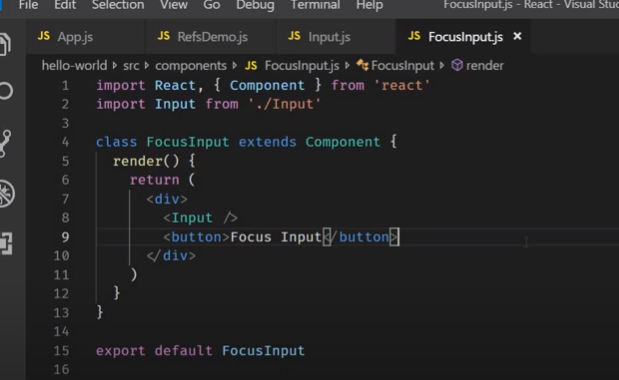 File Edit Selection View Go Debug Terminal Help FocusInput.js - React - Visual Stud
JS App.js JS RefsDemo.js JS Input.js JS FocusInput.js ×
hello-world src components JS FocusInput.js FocusInput render
1 import React, { Component } from 'react'
2 import Input from './Input'
3
4 class FocusInput extends Component {
5 render() {
6 return (
7 <div>
8 <Input />
9 <button>Focus Input</button>
10 </div>
11 )
12 }
13 }
14
15 export default FocusInput
16